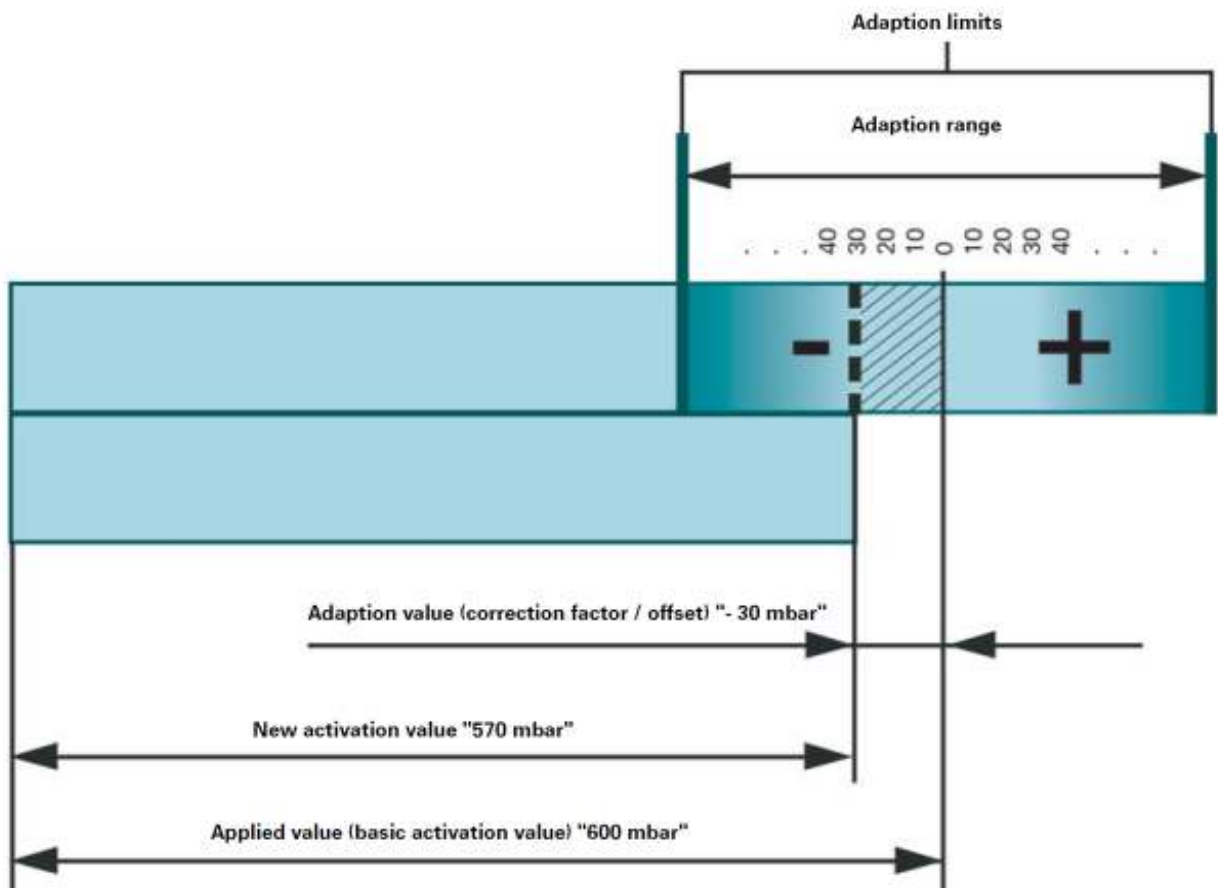 Adaption limits
Adaption range
. . . 40 30 20 10 0 10 20 30 40 . . . .
- +
Adaption value (correction factor / offset) "- 30 mbar"
New activation value "570 mbar"
Applied value (basic activation value) "600 mbar"